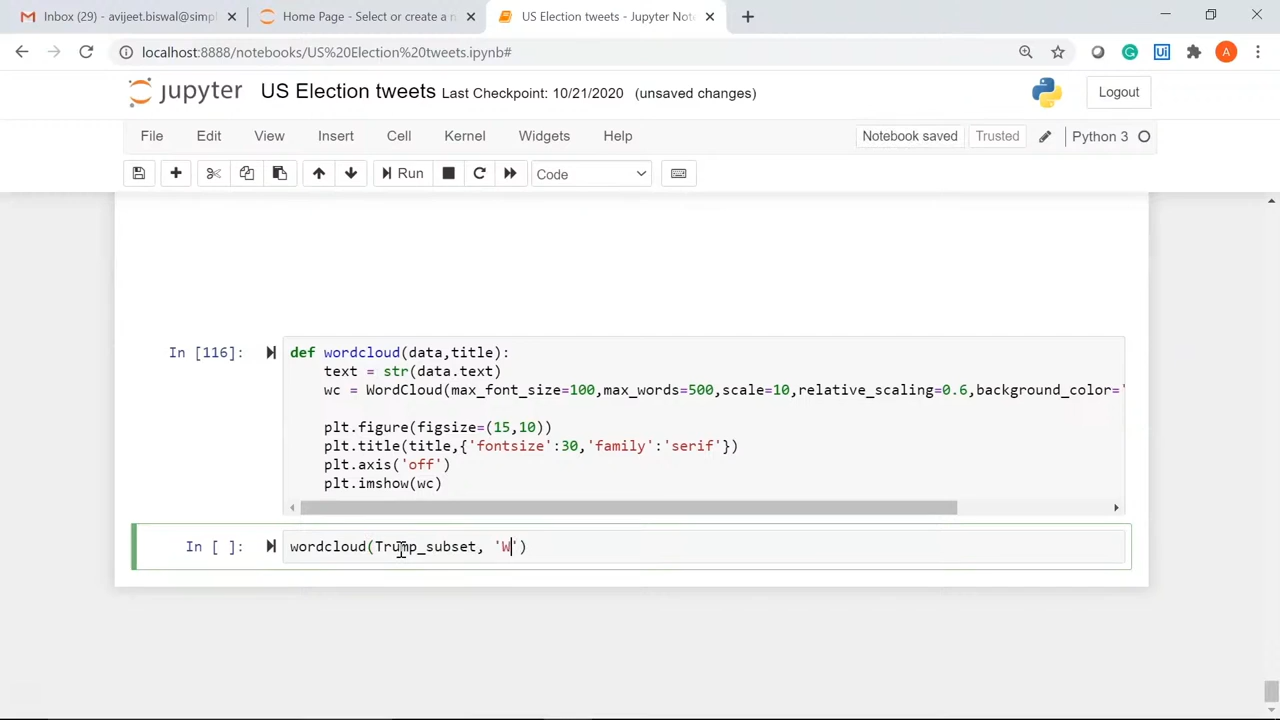 Inbox (29) - avijeet.biswal@simpl
Home Page - Select or create a n
US Election tweets - Jupyter Note
localhost:8888/notebooks/US%20Election%20tweets.ipynb#
Ui
A
jupyter US Election tweets Last Checkpoint: 10/21/2020 (unsaved changes)
Logout
File Edit View Insert Cell Kernel Widgets Help
Notebook saved Trusted Python 3
Run Code
In [116]:
def wordcloud(data,title):
text = str(data.text)
wc = WordCloud(max_font_size=100,max_words=500,scale=10,relative_scaling=0.6,background_color='
plt.figure(figsize=(15,10))
plt.title(title,{'fontsize':30,'family':'serif'})
plt.axis('off')
plt.imshow(wc)
In [ ]: wordcloud(Trump_subset, 'W')